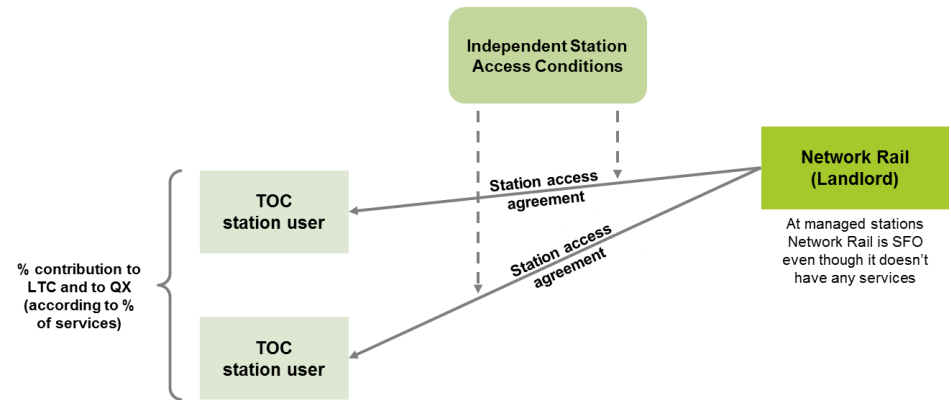 Independent Station
Access Conditions
Network Rail
(Landlord)
At managed stations
Network Rail is SFO
even though it doesn't
have any services
Station access
agreement
TOC
station user
Station access
agreement
% contribution to
LTC and to QX
(according to %
of services)
TOC
station user